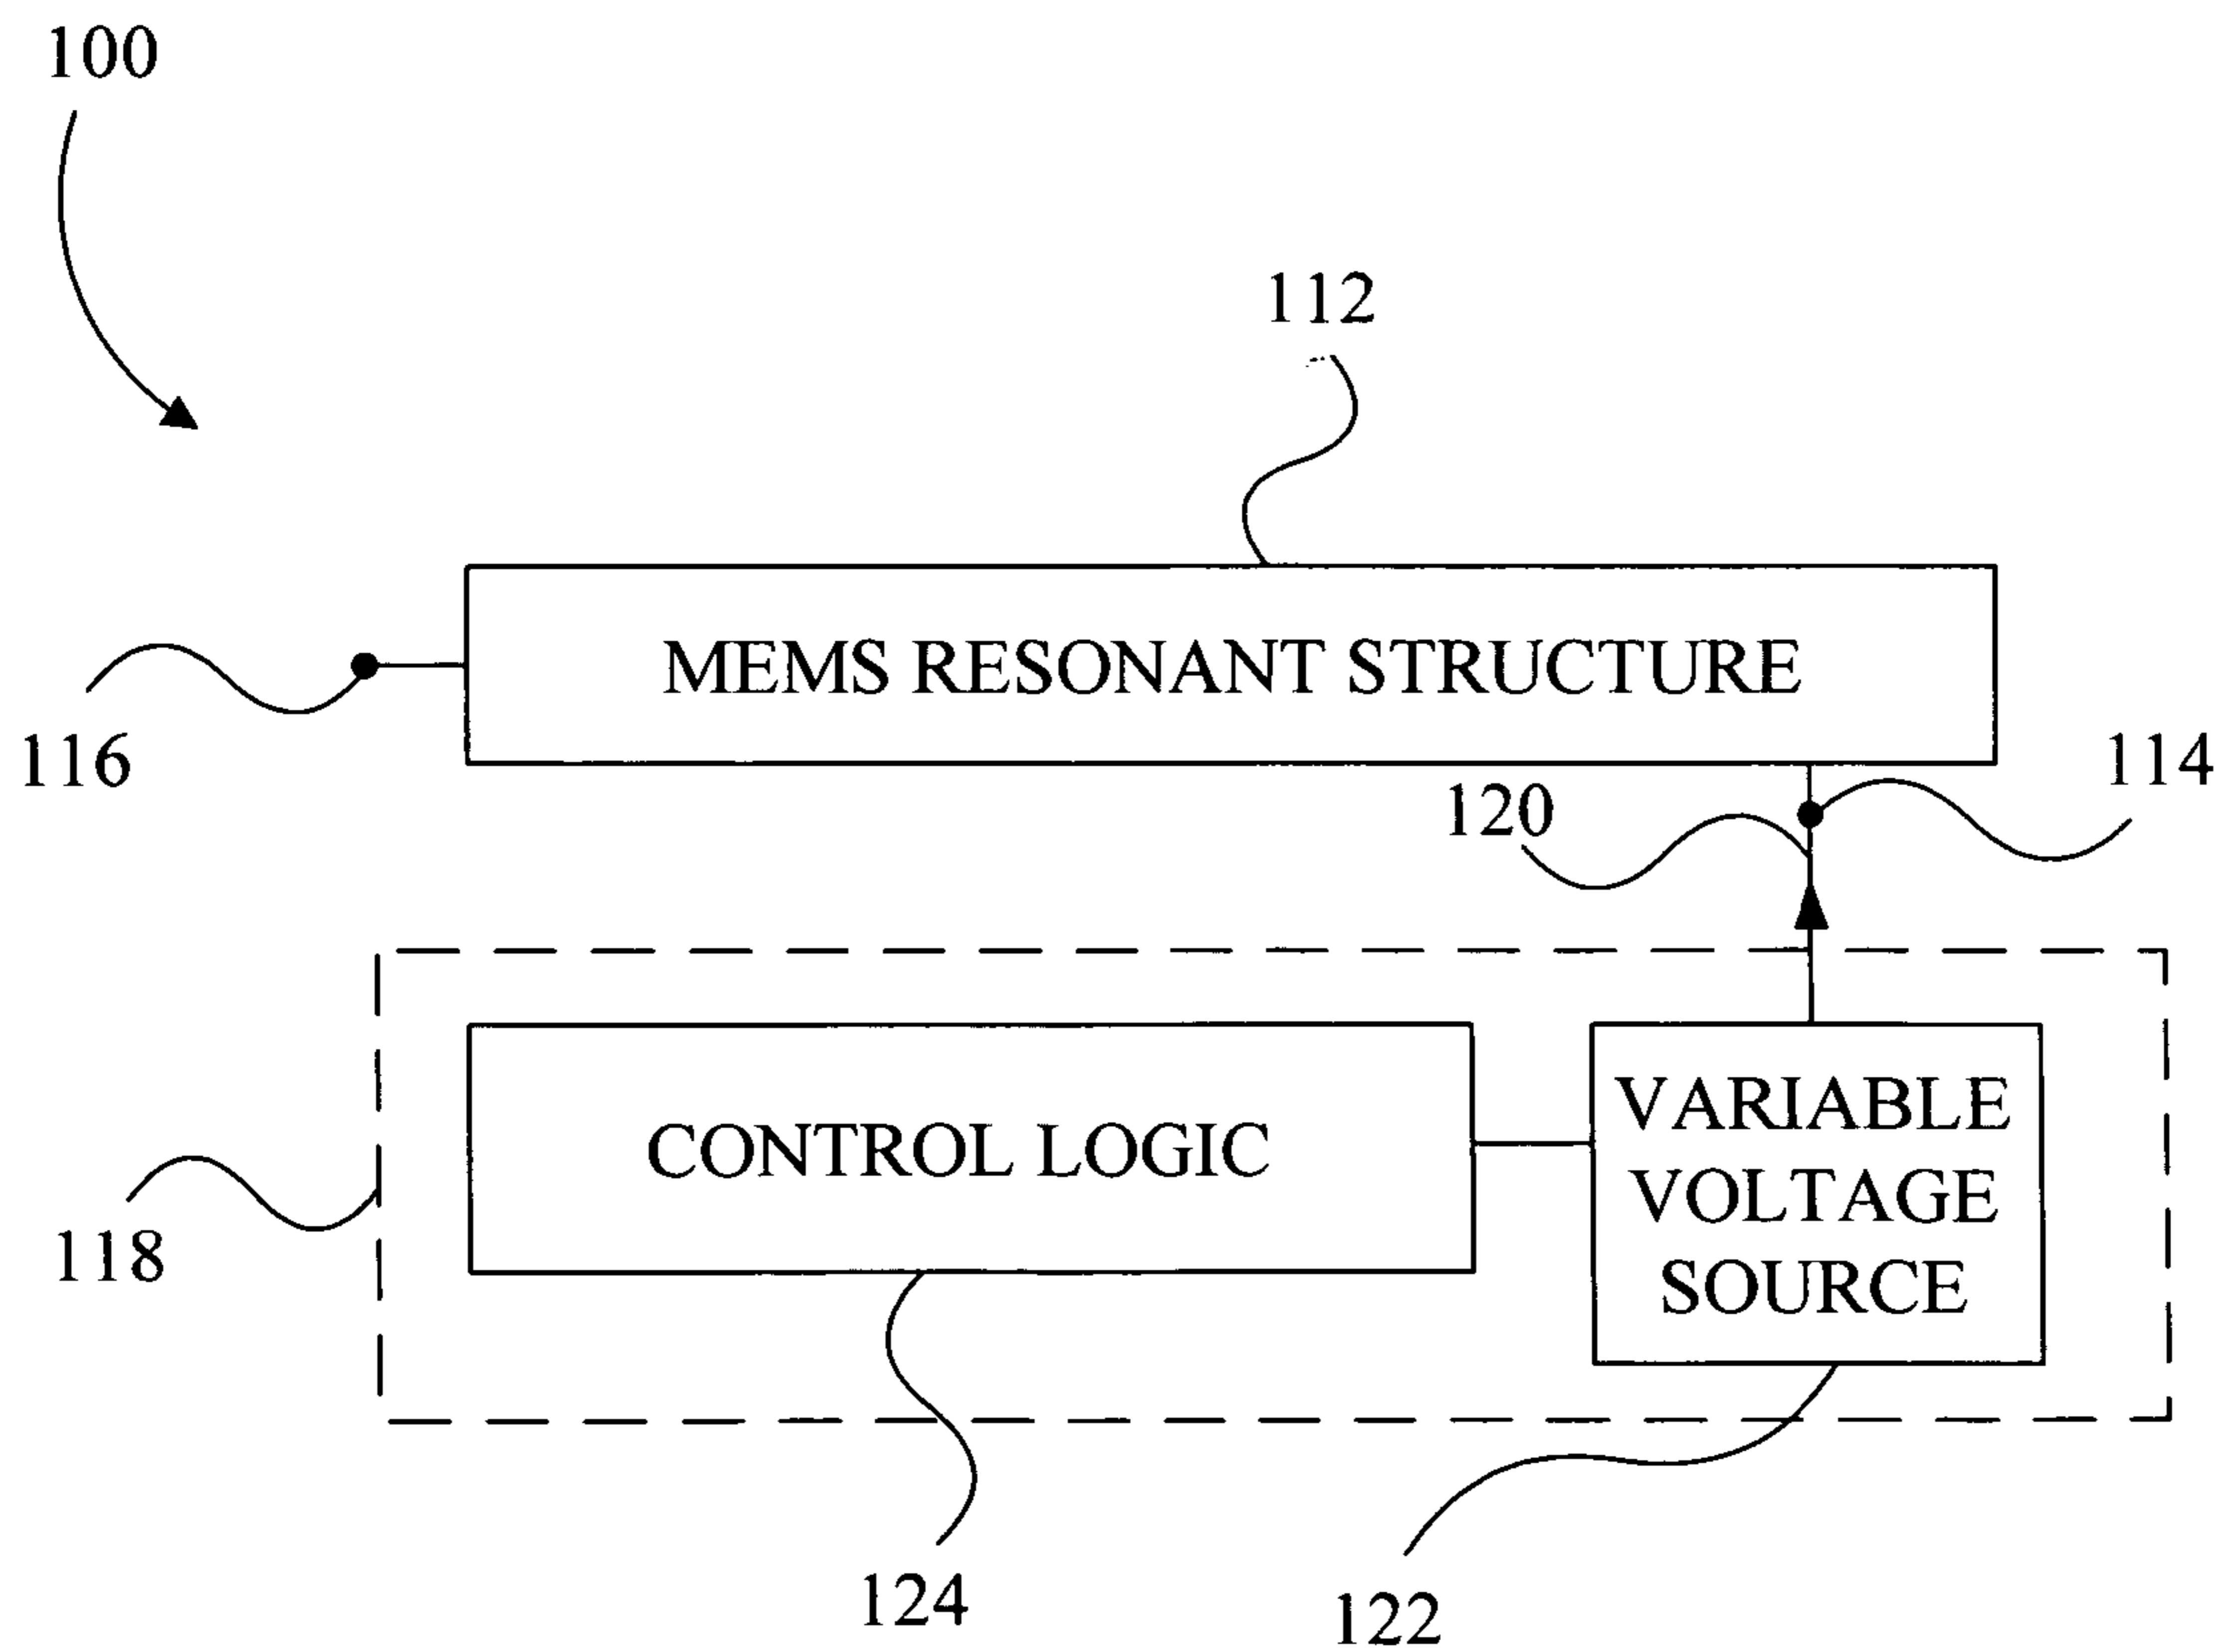 100
112
MEMS RESONANT STRUCTURE
116
114
120
CONTROL LOGIC
VARIABLE
VOLTAGE
SOURCE
118
124
122